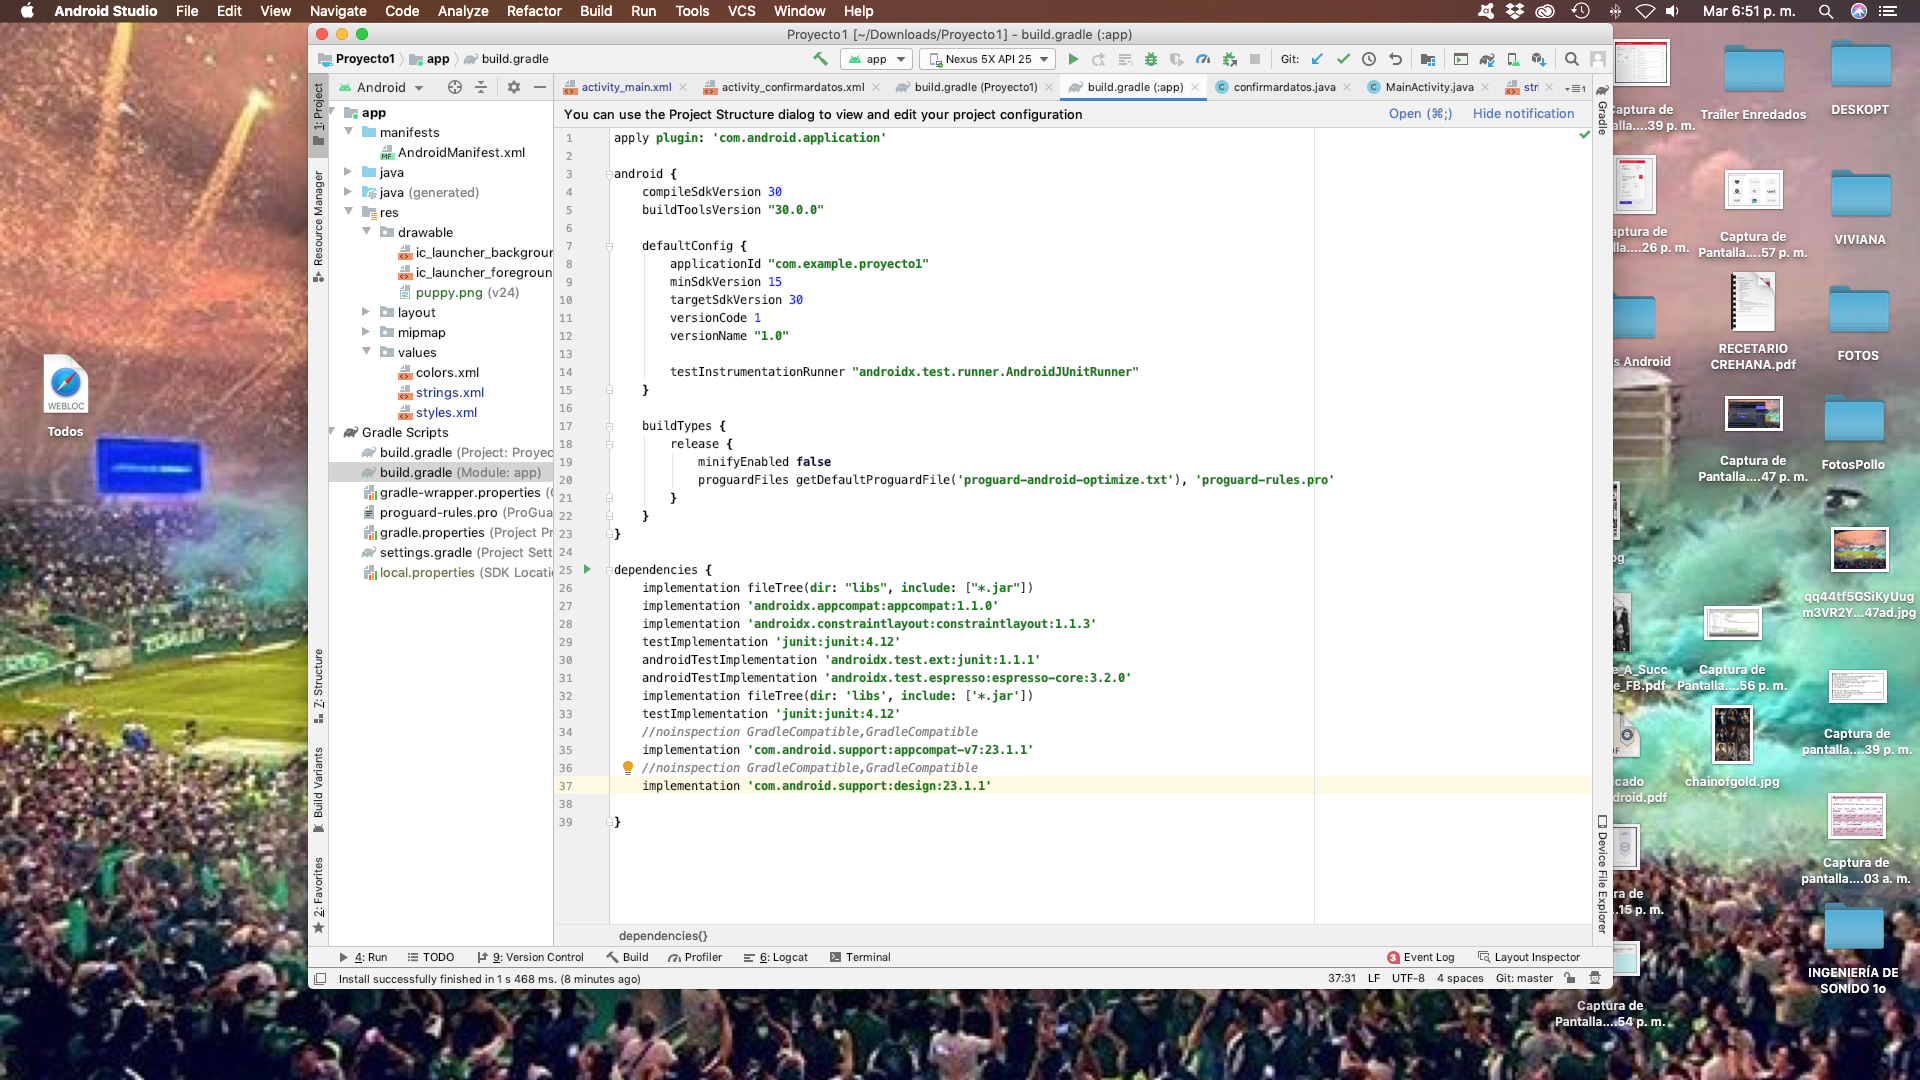 Android Studio File Edit View Navigate Code Analyze Refactor Build Run Tools VCS Window Help
Mar 6:51 p. m.
Proyecto1 [~/Downloads/Proyecto1] - build.gradle (:app)
Proyecto1 app build.gradle
app
Nexus 5X API 25
Git:
Android
activity_main.xml
activity_confirmardatos.xml
build.gradle (Proyecto1)
build.gradle (:app)
confirmardatos.java
MainActivity.java
stri
1
You can use the Project Structure dialog to view and edit your project configuration
Open (⌘;)
Hide notification
1: Project
Resource Manager
Z: Structure
Build Variants
2: Favorites
app
manifests
AndroidManifest.xml
java
java (generated)
res
drawable
ic_launcher_backgroun
ic_launcher_foregroun
puppy.png (v24)
layout
mipmap
values
colors.xml
strings.xml
styles.xml
Gradle Scripts
build.gradle (Project: Proyec
build.gradle (Module: app)
gradle-wrapper.properties (G
proguard-rules.pro (ProGua
gradle.properties (Project Pr
settings.gradle (Project Sett
local.properties (SDK Locatio
1 apply plugin: 'com.android.application'
2
3 android {
4 compileSdkVersion 30
5 buildToolsVersion "30.0.0"
6
7 defaultConfig {
8 applicationId "com.example.proyecto1"
9 minSdkVersion 15
10 targetSdkVersion 30
11 versionCode 1
12 versionName "1.0"
13
14 testInstrumentationRunner "androidx.test.runner.AndroidJUnitRunner"
15 }
16
17 buildTypes {
18 release {
19 minifyEnabled false
20 proguardFiles getDefaultProguardFile('proguard-android-optimize.txt'), 'proguard-rules.pro'
21 }
22 }
23 }
24
25 dependencies {
26 implementation fileTree(dir: "libs", include: ["*.jar"])
27 implementation 'androidx.appcompat:appcompat:1.1.0'
28 implementation 'androidx.constraintlayout:constraintlayout:1.1.3'
29 testImplementation 'junit:junit:4.12'
30 androidTestImplementation 'androidx.test.ext:junit:1.1.1'
31 androidTestImplementation 'androidx.test.espresso:espresso-core:3.2.0'
32 implementation fileTree(dir: 'libs', include: ['*.jar'])
33 testImplementation 'junit:junit:4.12'
34 //noinspection GradleCompatible,GradleCompatible
35 implementation 'com.android.support:appcompat-v7:23.1.1'
36 //noinspection GradleCompatible,GradleCompatible
37 implementation 'com.android.support:design:23.1.1'
38
39 }
dependencies{}
Gradle
Device File Explorer
4: Run
TODO
9: Version Control
Build
Profiler
6: Logcat
Terminal
3 Event Log
Layout Inspector
Install successfully finished in 1 s 468 ms. (8 minutes ago)
37:31 LF UTF-8 4 spaces Git: master
WEBLOC
Todos
aptura de
alla....39 p. m.
Trailer Enredados
DESKOPT
aptura de
lla....26 p. m.
Captura de
Pantalla....57 p. m.
VIVIANA
s Android
RECETARIO
CREHANA.pdf
FOTOS
Captura de
Pantalla....47 p. m.
FotosPollo
pg
qq44tf5GSiKyUug
m3VR2Y...47ad.jpg
e_A_Succ
e_FB.pdf
Captura de
Pantalla....56 p. m.
Captura de
pantalla....39 p. m.
icado
droid.pdf
chainofgold.jpg
Captura de
pantalla....03 a. m.
ra de
..15 p. m.
INGENIERÍA DE
SONIDO 1o
Captura de
Pantalla....54 p. m.